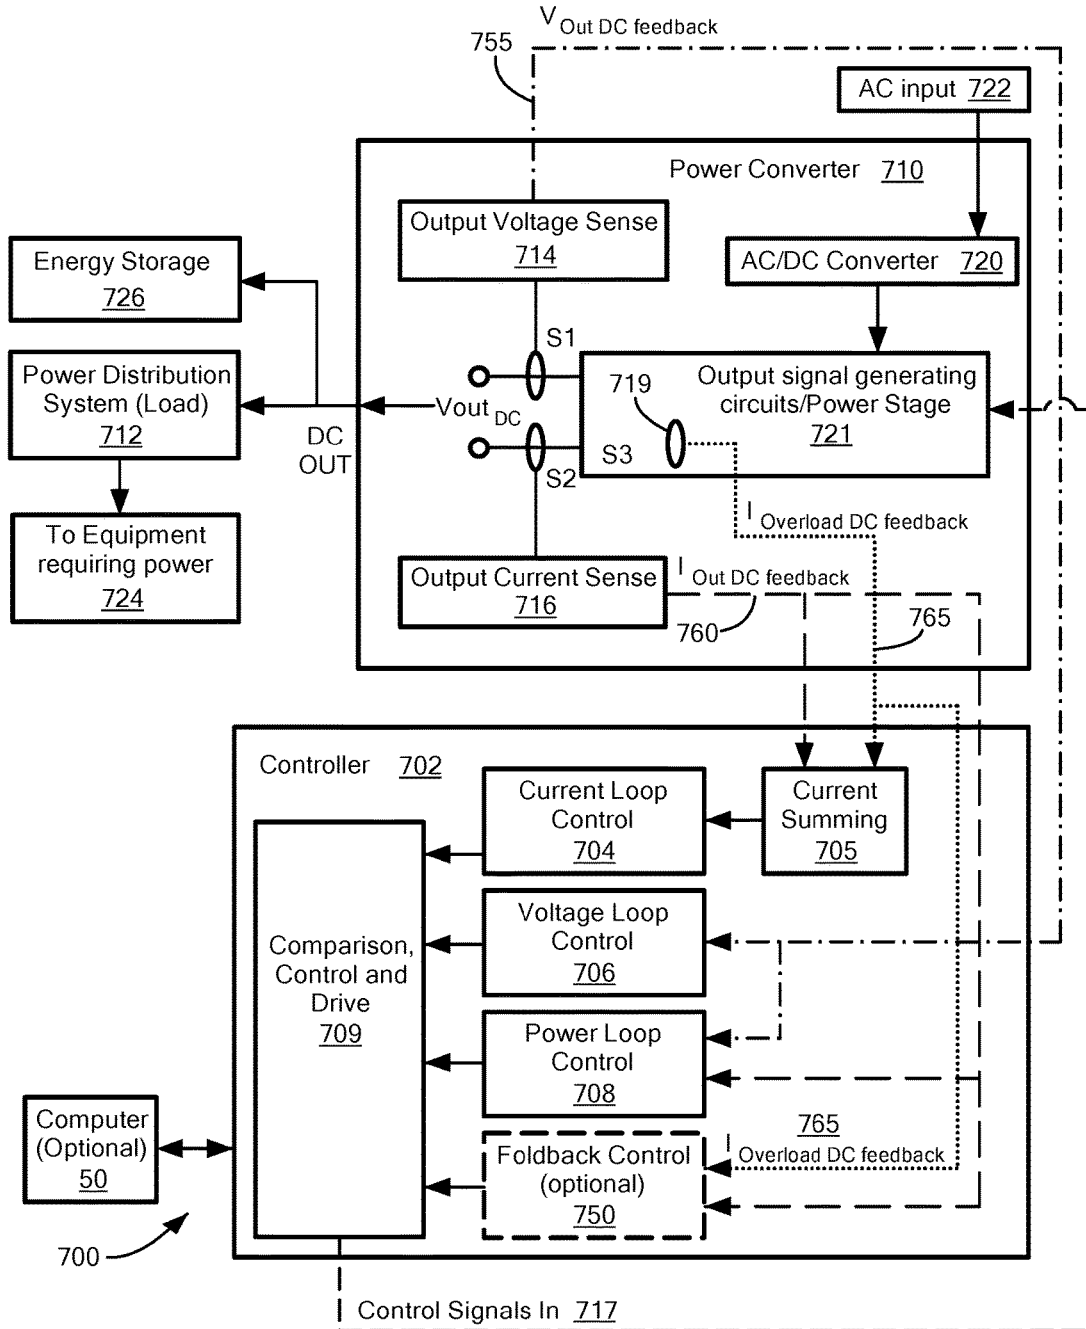 V Out DC feedback
755
AC input 722
Power Converter 710
Output Voltage Sense
714
AC/DC Converter 720
Energy Storage
726
S1
Power Distribution
System (Load)
712
Output signal generating
circuits/Power Stage
721
719
Vout DC
DC
OUT
S3
S2
I Overload DC feedback
To Equipment
requiring power
724
Output Current Sense
716
I Out DC feedback
760
765
Controller 702
Current Loop
Control
704
Current
Summing
705
Voltage Loop
Control
706
Comparison,
Control and
Drive
709
Power Loop
Control
708
Computer
(Optional)
50
765
I Overload DC feedback
Foldback Control
(optional)
750
700
Control Signals In 717